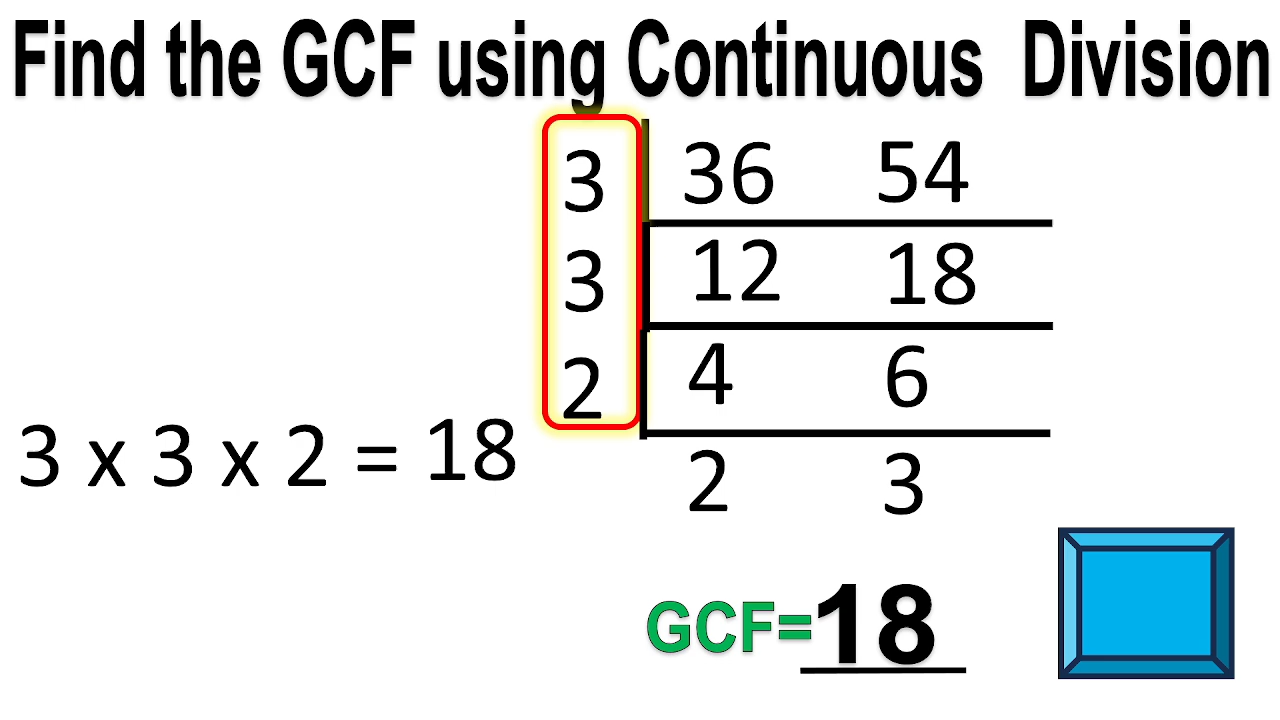 Find the GCF using Continuous Division
3 36 54
3 12 18
2 4 6
3 x 3 x 2 = 18
2 3
GCF=18